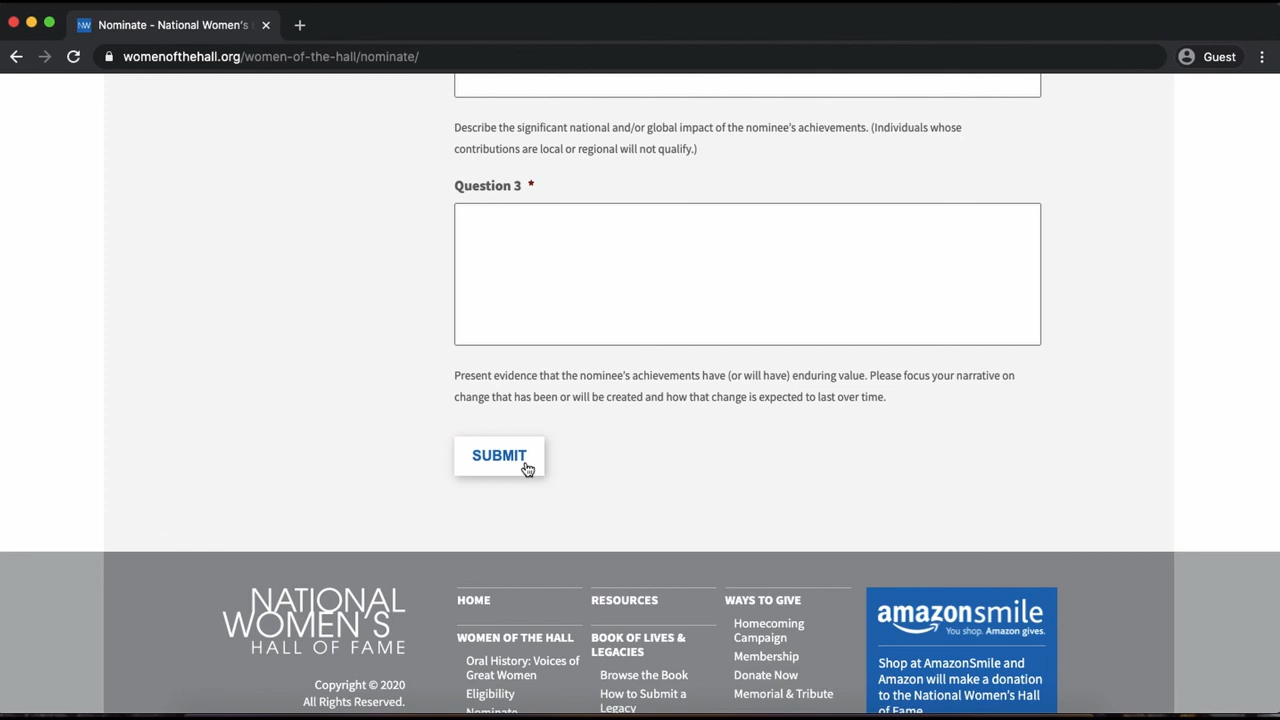 Nominate - National Women's
womenofthehall.org/women-of-the-hall/nominate/
Guest
Describe the significant national and/or global impact of the nominee's achievements. (Individuals whose
contributions are local or regional will not qualify.)
Question 3 *
Present evidence that the nominee's achievements have (or will have) enduring value. Please focus your narrative on
change that has been or will be created and how that change is expected to last over time.
SUBMIT
NATIONAL
WOMEN'S
HALL OF FAME
Copyright © 2020
All Rights Reserved.
HOME
WOMEN OF THE HALL
Oral History: Voices of
Great Women
Eligibility
Nominate
RESOURCES
BOOK OF LIVES &
LEGACIES
Browse the Book
How to Submit a
Legacy
WAYS TO GIVE
Homecoming
Campaign
Membership
Donate Now
Memorial & Tribute
amazonsmile
You shop. Amazon gives.
Shop at AmazonSmile and
Amazon will make a donation
to the National Women's Hall
of Fame